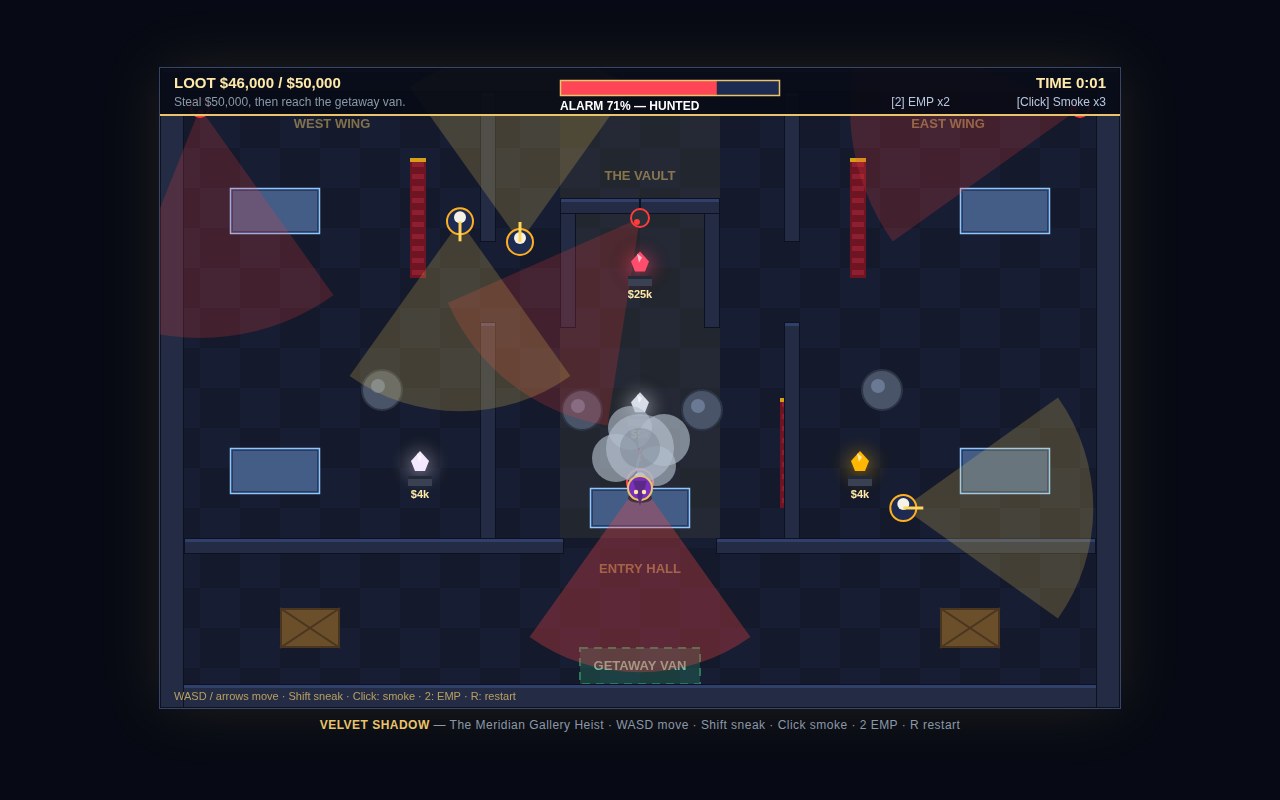 LOOT $46,000 / $50,000
Steal $50,000, then reach the getaway van.
ALARM 71% — HUNTED
[2] EMP x2
TIME 0:01
[Click] Smoke x3
WEST WING
EAST WING
THE VAULT
$25k
$4k
$4k
ENTRY HALL
GETAWAY VAN
WASD / arrows move · Shift sneak · Click: smoke · 2: EMP · R: restart
VELVET SHADOW — The Meridian Gallery Heist · WASD move · Shift sneak · Click smoke · 2 EMP · R restart